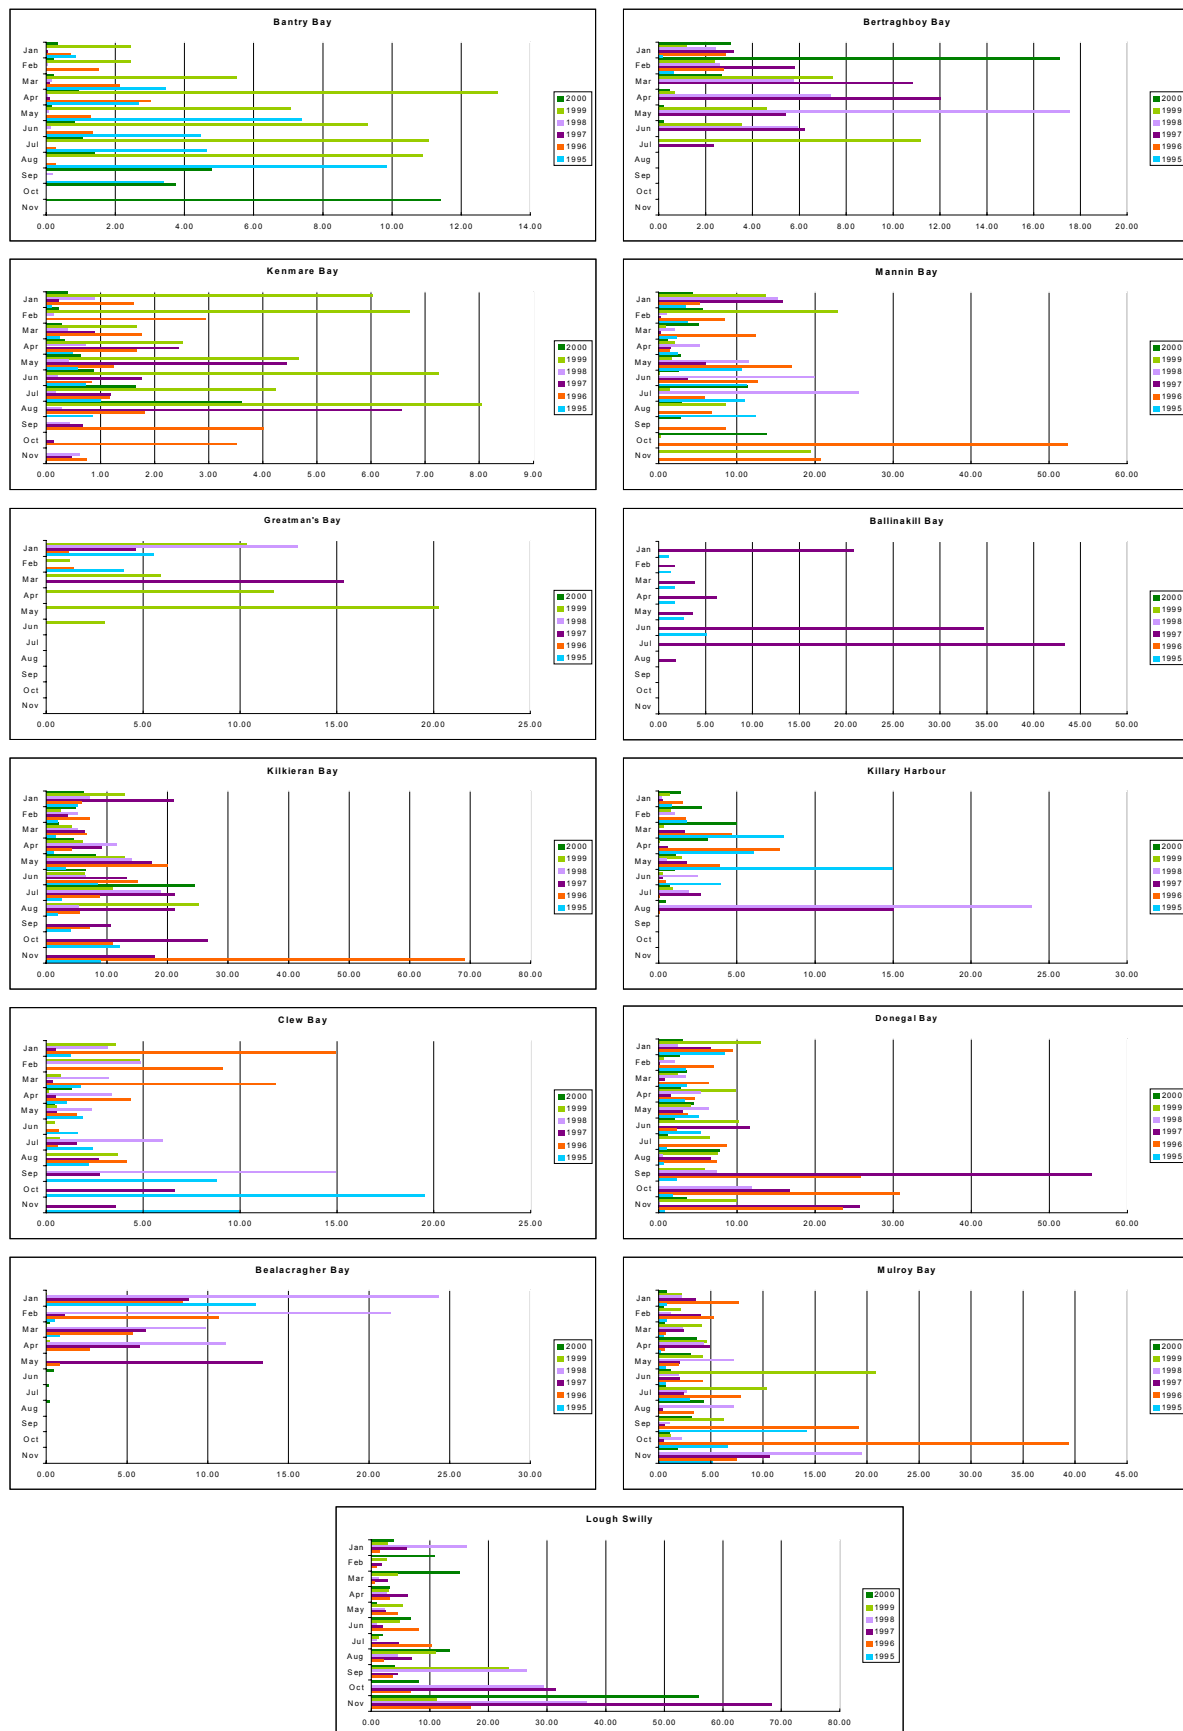 Bantry Bay
Jan
Feb
Mar
Apr
May
Jun
Jul
Aug
Sep
Oct
Nov
0.00 2.00 4.00 6.00 8.00 10.00 12.00 14.00
2000
1999
1998
1997
1996
1995
Bertraghboy Bay
Jan
Feb
Mar
Apr
May
Jun
Jul
Aug
Sep
Oct
Nov
0.00 2.00 4.00 6.00 8.00 10.00 12.00 14.00 16.00 18.00 20.00
2000
1999
1998
1997
1996
1995
Kenmare Bay
Jan
Feb
Mar
Apr
May
Jun
Jul
Aug
Sep
Oct
Nov
0.00 1.00 2.00 3.00 4.00 5.00 6.00 7.00 8.00 9.00
2000
1999
1998
1997
1996
1995
Mannin Bay
Jan
Feb
Mar
Apr
May
Jun
Jul
Aug
Sep
Oct
Nov
0.00 10.00 20.00 30.00 40.00 50.00 60.00
2000
1999
1998
1997
1996
1995
Greatman's Bay
Jan
Feb
Mar
Apr
May
Jun
Jul
Aug
Sep
Oct
Nov
0.00 5.00 10.00 15.00 20.00 25.00
2000
1999
1998
1997
1996
1995
Ballinakill Bay
Jan
Feb
Mar
Apr
May
Jun
Jul
Aug
Sep
Oct
Nov
0.00 5.00 10.00 15.00 20.00 25.00 30.00 35.00 40.00 45.00 50.00
2000
1999
1998
1997
1996
1995
Kilkieran Bay
Jan
Feb
Mar
Apr
May
Jun
Jul
Aug
Sep
Oct
Nov
0.00 10.00 20.00 30.00 40.00 50.00 60.00 70.00 80.00
2000
1999
1998
1997
1996
1995
Killary Harbour
Jan
Feb
Mar
Apr
May
Jun
Jul
Aug
Sep
Oct
Nov
0.00 5.00 10.00 15.00 20.00 25.00 30.00
2000
1999
1998
1997
1996
1995
Clew Bay
Jan
Feb
Mar
Apr
May
Jun
Jul
Aug
Sep
Oct
Nov
0.00 5.00 10.00 15.00 20.00 25.00
2000
1999
1998
1997
1996
1995
Donegal Bay
Jan
Feb
Mar
Apr
May
Jun
Jul
Aug
Sep
Oct
Nov
0.00 10.00 20.00 30.00 40.00 50.00 60.00
2000
1999
1998
1997
1996
1995
Bealacragher Bay
Jan
Feb
Mar
Apr
May
Jun
Jul
Aug
Sep
Oct
Nov
0.00 5.00 10.00 15.00 20.00 25.00 30.00
2000
1999
1998
1997
1996
1995
Mulroy Bay
Jan
Feb
Mar
Apr
May
Jun
Jul
Aug
Sep
Oct
Nov
0.00 5.00 10.00 15.00 20.00 25.00 30.00 35.00 40.00 45.00
2000
1999
1998
1997
1996
1995
Lough Swilly
Jan
Feb
Mar
Apr
May
Jun
Jul
Aug
Sep
Oct
Nov
0.00 10.00 20.00 30.00 40.00 50.00 60.00 70.00 80.00
2000
1999
1998
1997
1996
1995